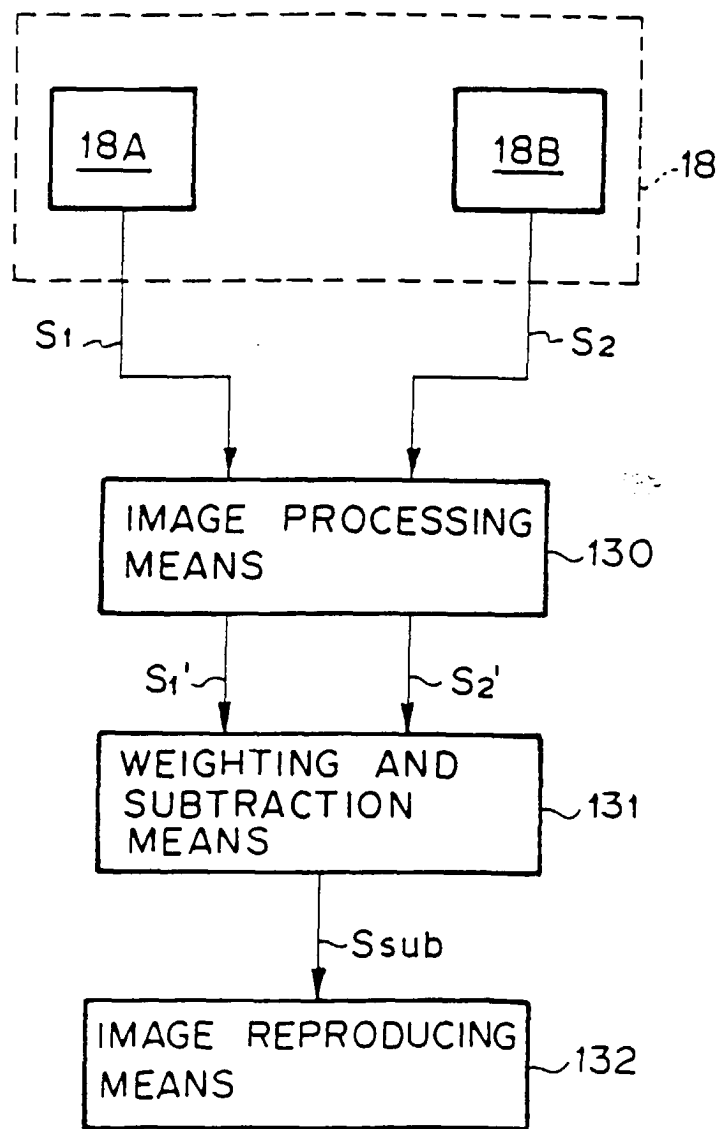 18A
18B
18
S1
S2
IMAGE PROCESSING
MEANS
130
S1'
S2'
WEIGHTING AND
SUBTRACTION
MEANS
131
Ssub
IMAGE REPRODUCING
MEANS
132